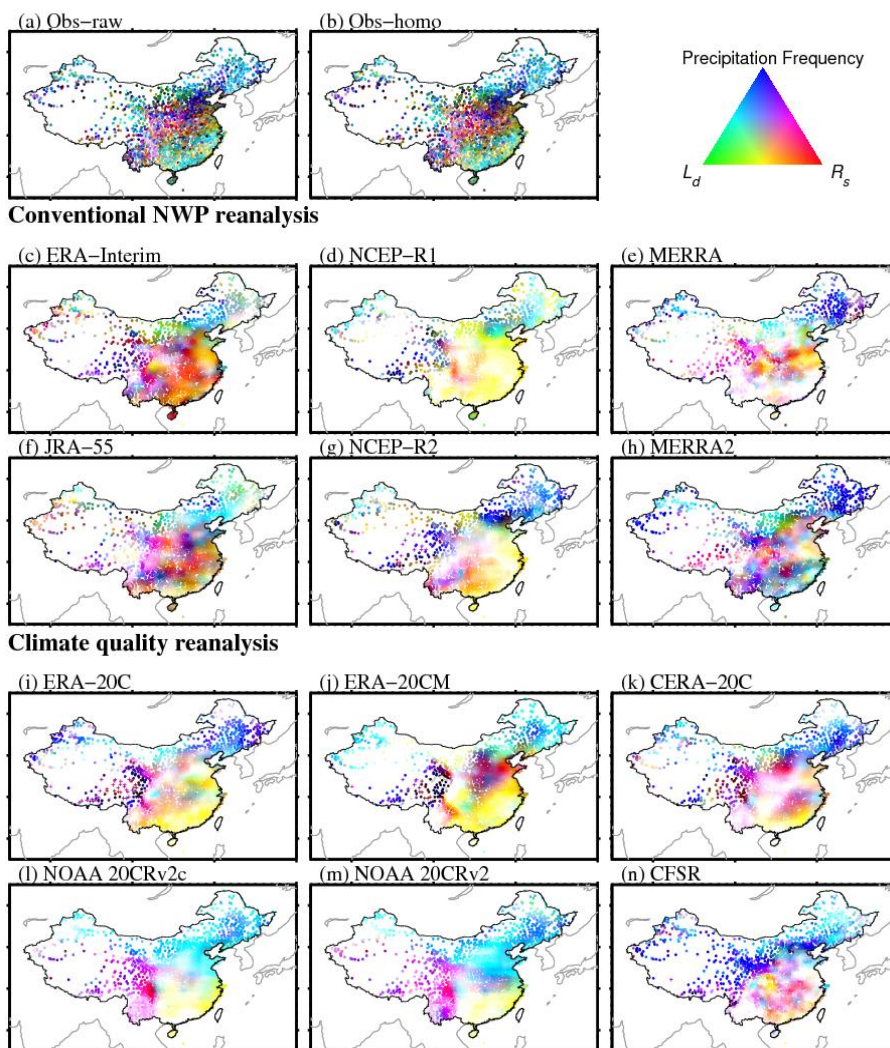 (a) Obs−raw
(b) Obs−homo
Precipitation Frequency
L_d
R_s
Conventional NWP reanalysis
(c) ERA−Interim
(d) NCEP−R1
(e) MERRA
(f) JRA−55
(g) NCEP−R2
(h) MERRA2
Climate quality reanalysis
(i) ERA−20C
(j) ERA−20CM
(k) CERA−20C
(l) NOAA 20CRv2c
(m) NOAA 20CRv2
(n) CFSR